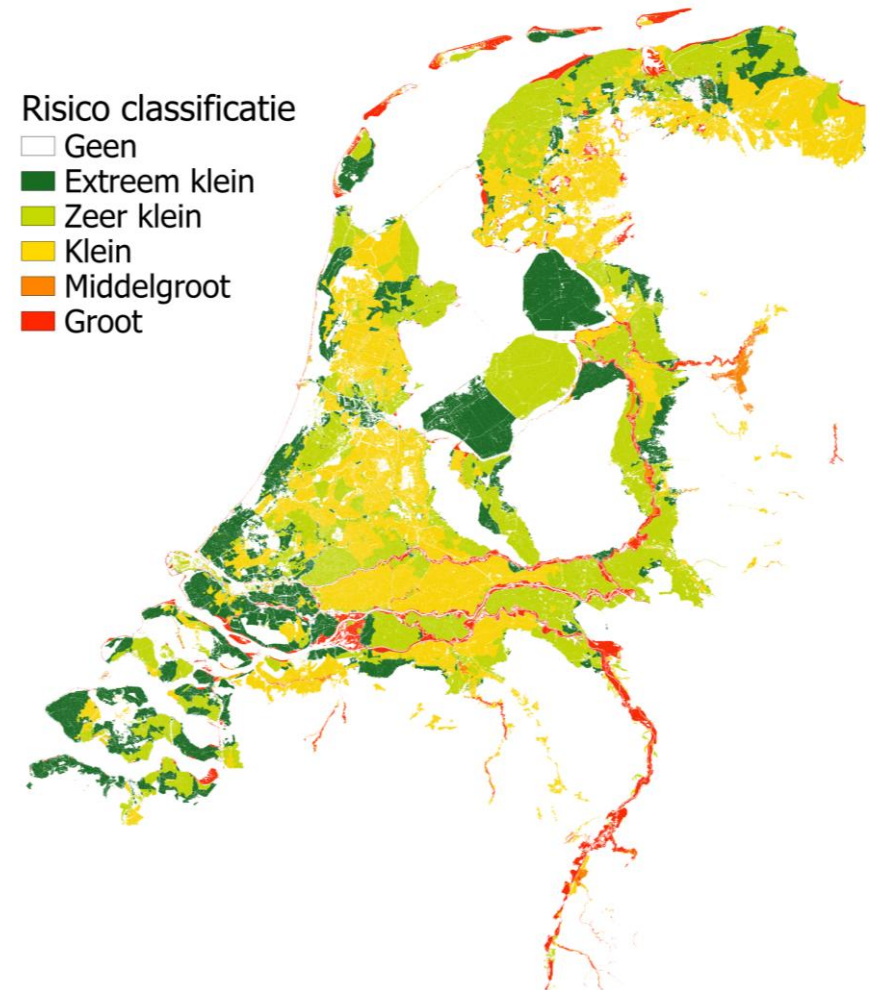 Risico classificatie
Geen
Extreem klein
Zeer klein
Klein
Middelgroot
Groot